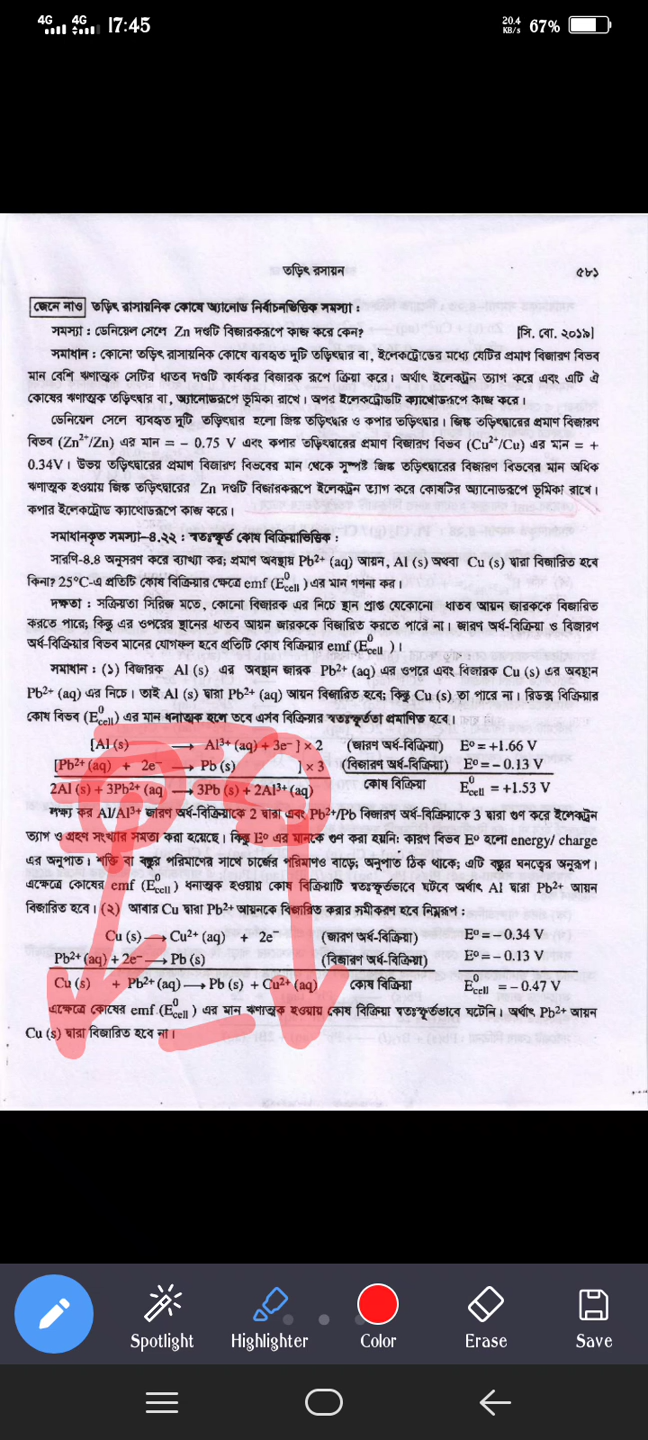 4G 4G 17:45 20.4 KB/s 67%
তড়িৎ রসায়ন ৫৮১
জেনে নাও তড়িৎ রাসায়নিক কোষে অ্যানোড নির্বাচনভিত্তিক সমস্যা :
সমস্যা : ডেনিয়েল সেলে Zn দণ্ডটি বিজারকরূপে কাজ করে কেন? [সি. বো. ২০১৯]
সমাধান : কোনো তড়িৎ রাসায়নিক কোষে ব্যবহৃত দুটি তড়িৎদ্বার বা, ইলেকট্রোডের মধ্যে যেটির প্রমাণ বিজারণ বিভব
মান বেশি ঋণাত্মক সেটির ধাতব দণ্ডটি কার্যকর বিজারক রূপে ক্রিয়া করে। অর্থাৎ ইলেকট্রন ত্যাগ করে এবং এটি ঐ
কোষের ঋণাত্মক তড়িৎদ্বার বা, অ্যানোডরূপে ভূমিকা রাখে। অপর ইলেকট্রোডটি ক্যাথোডরূপে কাজ করে।
ডেনিয়েল সেলে ব্যবহৃত দুটি তড়িৎদ্বার হলো জিঙ্ক তড়িৎদ্বার ও কপার তড়িৎদ্বার। জিঙ্ক তড়িৎদ্বারের প্রমাণ বিজারণ
বিভব (Zn²⁺/Zn) এর মান = – 0.75 V এবং কপার তড়িৎদ্বারের প্রমাণ বিজারণ বিভব (Cu²⁺/Cu) এর মান = +
0.34V। উভয় তড়িৎদ্বারের প্রমাণ বিজারণ বিভবের মান থেকে সুস্পষ্ট জিঙ্ক তড়িৎদ্বারের বিজারণ বিভবের মান অধিক
ঋণাত্মক হওয়ায় জিঙ্ক তড়িৎদ্বারের Zn দণ্ডটি বিজারকরূপে ইলেকট্রন ত্যাগ করে কোষটির অ্যানোডরূপে ভূমিকা রাখে।
কপার ইলেকট্রোড ক্যাথোডরূপে কাজ করে।
সমাধানকৃত সমস্যা–৪.২২ : স্বতঃস্ফূর্ত কোষ বিক্রিয়াভিত্তিক :
সারণি-৪.৪ অনুসরণ করে ব্যাখ্যা কর; প্রমাণ অবস্থায় Pb²⁺ (aq) আয়ন, Al (s) অথবা Cu (s) দ্বারা বিজারিত হবে
কিনা? 25°C-এ প্রতিটি কোষ বিক্রিয়ার ক্ষেত্রে emf (E⁰cell) এর মান গণনা কর।
দক্ষতা : সক্রিয়তা সিরিজ মতে, কোনো বিজারক এর নিচে স্থান প্রাপ্ত যেকোনো ধাতব আয়ন জারককে বিজারিত
করতে পারে; কিন্তু এর ওপরের স্থানের ধাতব আয়ন জারককে বিজারিত করতে পারে না। জারণ অর্ধ-বিক্রিয়া ও বিজারণ
অর্ধ-বিক্রিয়ার বিভব মানের যোগফল হবে প্রতিটি কোষ বিক্রিয়ার emf (E⁰cell)।
সমাধান : (১) বিজারক Al (s) এর অবস্থান জারক Pb²⁺ (aq) এর ওপরে এবং বিজারক Cu (s) এর অবস্থান
Pb²⁺ (aq) এর নিচে। তাই Al (s) দ্বারা Pb²⁺ (aq) আয়ন বিজারিত হবে; কিন্তু Cu (s) তা পারে না। রিডক্স বিক্রিয়ার
কোষ বিভব (E⁰cell) এর মান ধনাত্মক হলে তবে এসব বিক্রিয়ার স্বতঃস্ফূর্ততা প্রমাণিত হবে।
[Al (s) ⟶ Al³⁺ (aq) + 3e⁻ ] × 2 (জারণ অর্ধ-বিক্রিয়া) E⁰ = +1.66 V
[Pb²⁺ (aq) + 2e⁻ ⟶ Pb (s) ] × 3 (বিজারণ অর্ধ-বিক্রিয়া) E⁰ = – 0.13 V
2Al (s) + 3Pb²⁺ (aq ⟶ 3Pb (s) + 2Al³⁺ (aq) কোষ বিক্রিয়া E⁰cell = +1.53 V
লক্ষ্য কর Al/Al³⁺ জারণ অর্ধ-বিক্রিয়াকে 2 দ্বারা এবং Pb²⁺/Pb বিজারণ অর্ধ-বিক্রিয়াকে 3 দ্বারা গুণ করে ইলেকট্রন
ত্যাগ ও গ্রহণ সংখ্যার সমতা করা হয়েছে। কিন্তু E⁰ এর মানকে গুণ করা হয়নি: কারণ বিভব E⁰ হলো energy/ charge
এর অনুপাত। শক্তি বা বস্তুর পরিমাণের সাথে চার্জের পরিমাণও বাড়ে; অনুপাত ঠিক থাকে; এটি বস্তুর ঘনত্বের অনুরূপ।
এক্ষেত্রে কোষের emf (E⁰cell) ধনাত্মক হওয়ায় কোষ বিক্রিয়াটি স্বতঃস্ফূর্তভাবে ঘটবে অর্থাৎ Al দ্বারা Pb²⁺ আয়ন
বিজারিত হবে। (২) আবার Cu দ্বারা Pb²⁺ আয়নকে বিজারিত করার সমীকরণ হবে নিম্নরূপ :
Cu (s) ⟶ Cu²⁺ (aq) + 2e⁻ (জারণ অর্ধ-বিক্রিয়া) E⁰ = – 0.34 V
Pb²⁺ (aq) + 2e⁻ ⟶ Pb (s) (বিজারণ অর্ধ-বিক্রিয়া) E⁰ = – 0.13 V
Cu (s) + Pb²⁺ (aq) ⟶ Pb (s) + Cu²⁺ (aq) কোষ বিক্রিয়া E⁰cell = – 0.47 V
এক্ষেত্রে কোষের emf (E⁰cell) এর মান ঋণাত্মক হওয়ায় কোষ বিক্রিয়া স্বতঃস্ফূর্তভাবে ঘটেনি। অর্থাৎ Pb²⁺ আয়ন
Cu (s) দ্বারা বিজারিত হবে না।
Spotlight Highlighter Color Erase Save